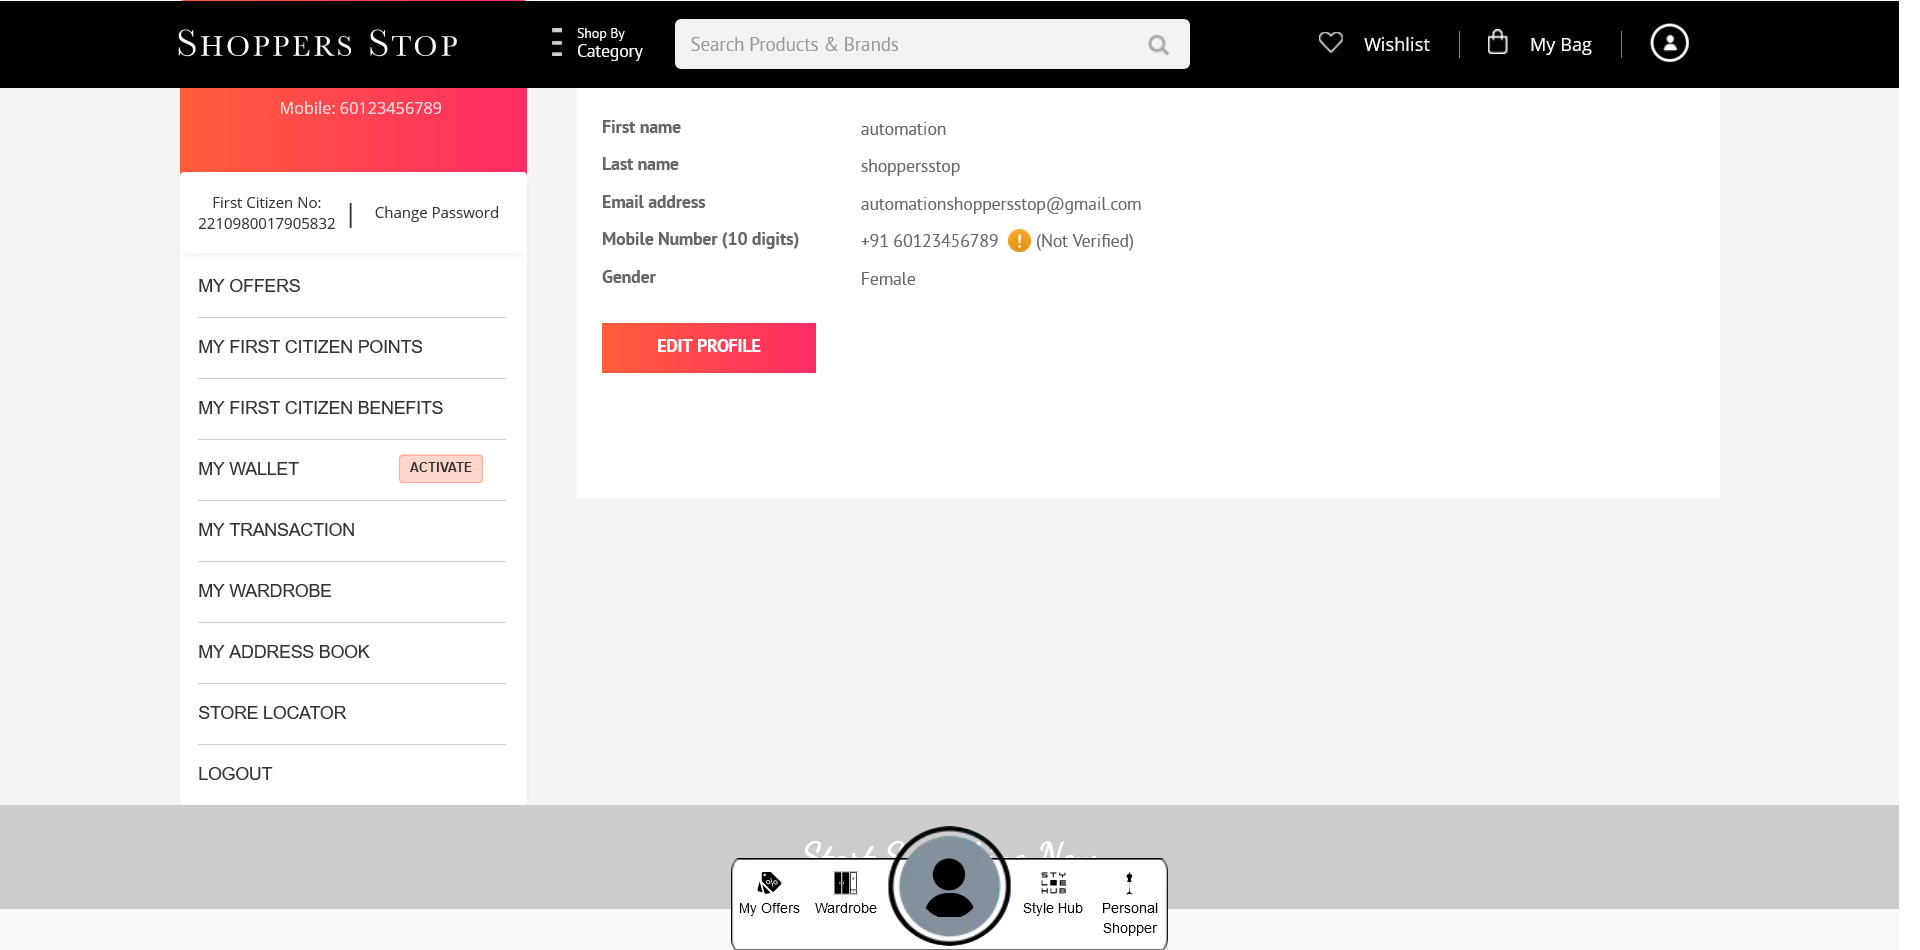 SHOPPERS STOP
Shop By
Category
Search Products & Brands
Wishlist
My Bag
Mobile: 60123456789
First Citizen No:
2210980017905832
Change Password
MY OFFERS
MY FIRST CITIZEN POINTS
MY FIRST CITIZEN BENEFITS
MY WALLET
ACTIVATE
MY TRANSACTION
MY WARDROBE
MY ADDRESS BOOK
STORE LOCATOR
LOGOUT
First name automation
Last name shoppersstop
Email address automationshoppersstop@gmail.com
Mobile Number (10 digits) +91 60123456789 (Not Verified)
Gender Female
EDIT PROFILE
Start
My Offers
Wardrobe
STYLE HUB
Style Hub
Personal
Shopper